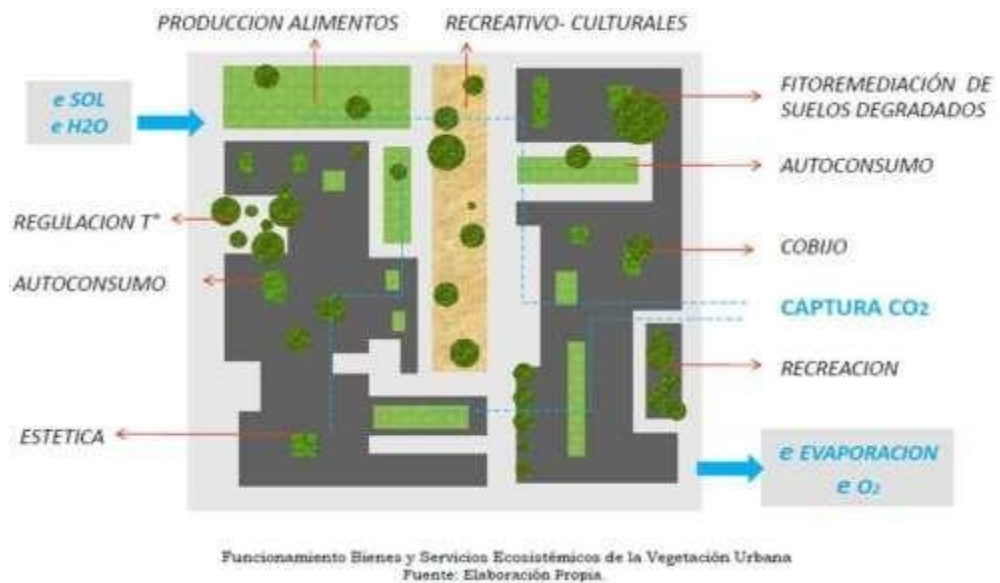 PRODUCCION ALIMENTOS
RECREATIVO- CULTURALES
e SOL
e H2O
FITOREMEDIACIÓN DE
SUELOS DEGRADADOS
AUTOCONSUMO
REGULACION T°
COBIJO
AUTOCONSUMO
CAPTURA CO2
RECREACION
ESTETICA
e EVAPORACION
e O2
Funcionamiento Bienes y Servicios Ecosistémicos de la Vegetación Urbana
Fuente: Elaboración Propia.